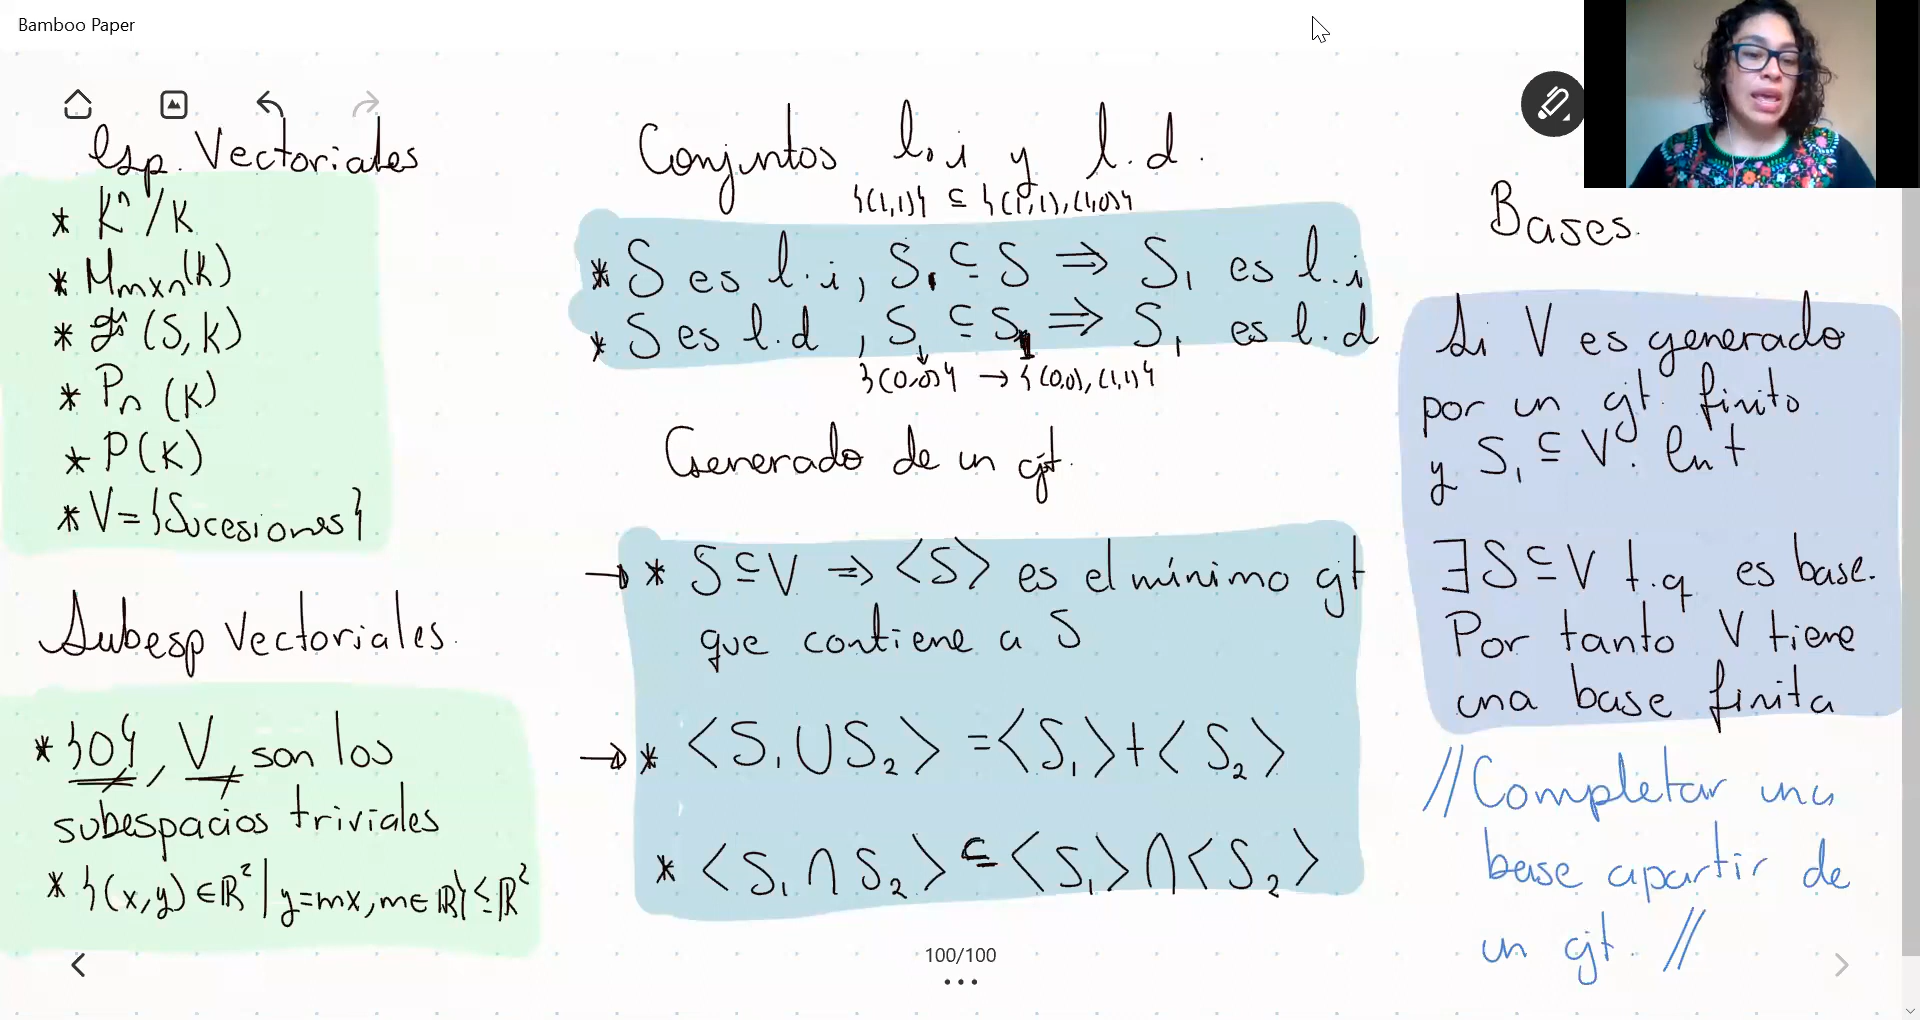 Bamboo Paper
Esp. Vectoriales
* Kⁿ/K
* Mmxn(K)
* F(S,K)
* Pn (K)
* P(K)
* V={Sucesiones}
Subesp Vectoriales.
* {0}, V, son los
subespacios triviales
* {(x,y)∈ℝ²|y=mx,m∈ℝ}≤ℝ²
Conjuntos l.i y l.d.
{(1,1)} ⊆ {(1,1),(1,0)}
* S es l.i, S₁⊆S ⇒ S₁ es l.i
* S es l.d, S ⊆ S₁ ⇒ S₁ es l.d
{(0,0)} → {(0,0),(1,1)}
Generado de un cjt.
→* S⊆V ⇒ <S> es el mínimo cjt
que contiene a S
→* <S₁∪S₂> =<S₁>+<S₂>
* <S₁∩S₂> ⊆ <S₁>∩<S₂>
Bases.
Si V es generado
por un cjt. finito
y S₁⊆V. Ent
∃S⊆V t.q es base.
Por tanto V tiene
una base finita
//Completar una
base apartir de
un cjt. //
100/100